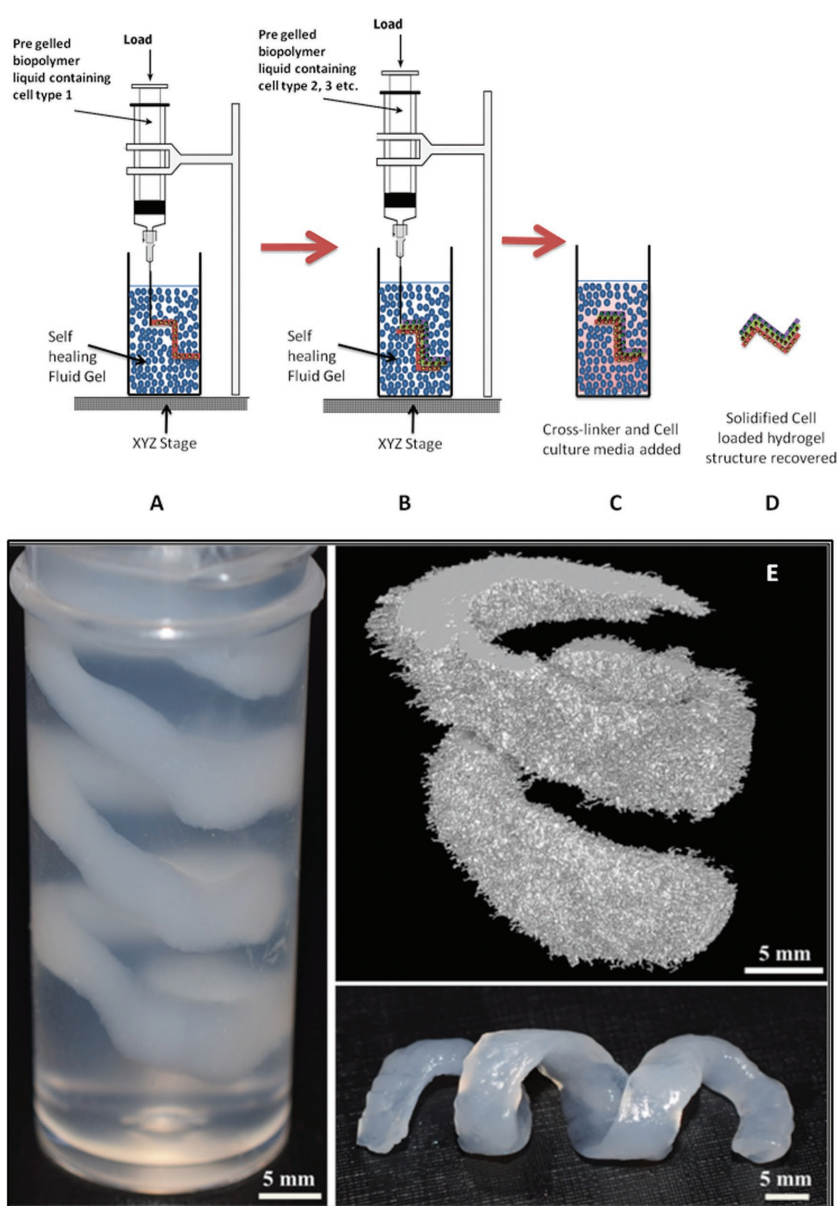 Pre gelled
biopolymer
liquid containing
cell type 1
Load
Self
healing
Fluid Gel
XYZ Stage
Pre gelled
biopolymer
liquid containing
cell type 2, 3 etc.
Load
Self
healing
Fluid Gel
XYZ Stage
Cross-linker and Cell
culture media added
Solidified Cell
loaded hydrogel
structure recovered
A
B
C
D
E
5 mm
5 mm
5 mm